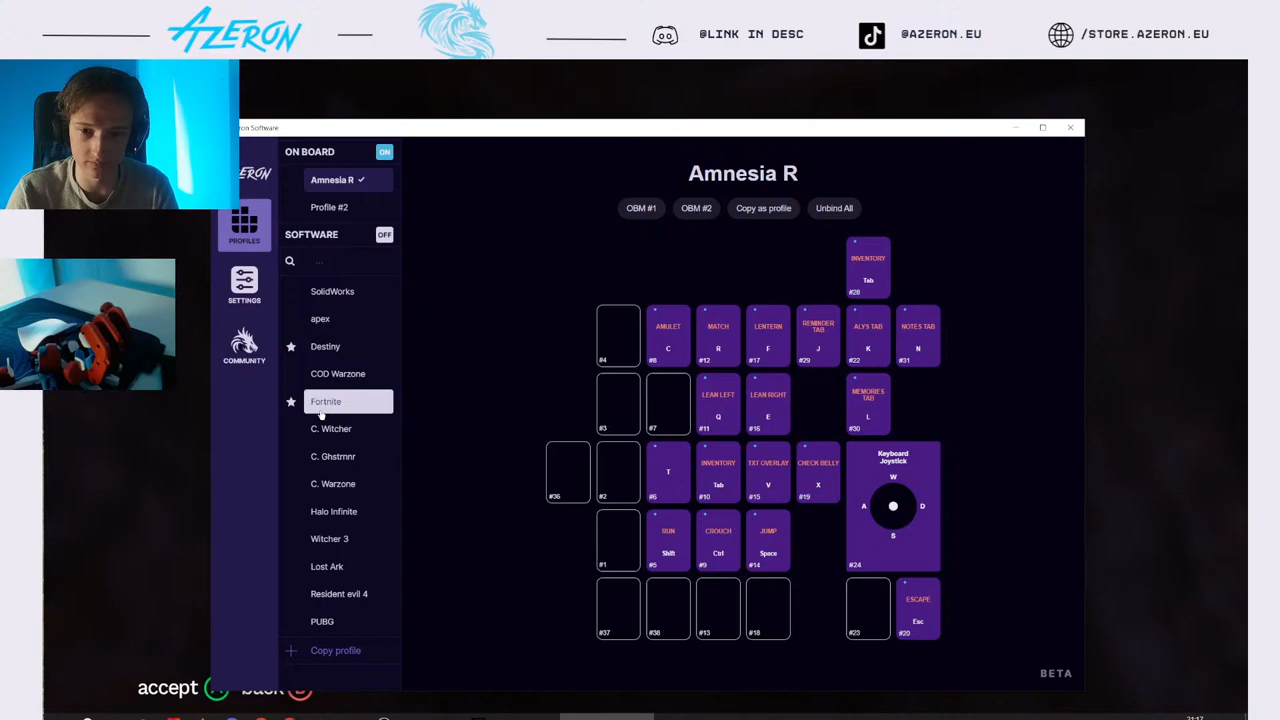 AZERON
@LINK IN DESC
@AZERON.EU
/STORE.AZERON.EU
ron Software
ON BOARD
ON
Amnesia R
Profile #2
SOFTWARE
OFF
...
SolidWorks
apex
Destiny
COD Warzone
Fortnite
C. Witcher
C. Ghstrnnr
C. Warzone
Halo Infinite
Witcher 3
Lost Ark
Resident evil 4
PUBG
Copy profile
PROFILES
SETTINGS
COMMUNITY
Amnesia R
OBM #1
OBM #2
Copy as profile
Unbind All
INVENTORY
Tab
#28
#4
AMULET
C
#8
MATCH
R
#12
LENTERN
F
#17
REMINDER
TAB
J
#29
ALYS TAB
K
#22
NOTES TAB
N
#31
#3
#7
LEAN LEFT
Q
#11
LEAN RIGHT
E
#16
MEMORIES
TAB
L
#30
#36
#2
T
#6
INVENTORY
Tab
#10
TXT OVERLAY
V
#15
CHECK BELLY
X
#19
Keyboard
Joystick
W
A
D
S
#24
#1
RUN
Shift
#5
CROUCH
Ctrl
#9
JUMP
Space
#14
#37
#38
#13
#18
#23
ESCAPE
Esc
#20
BETA
accept A back B
21:17